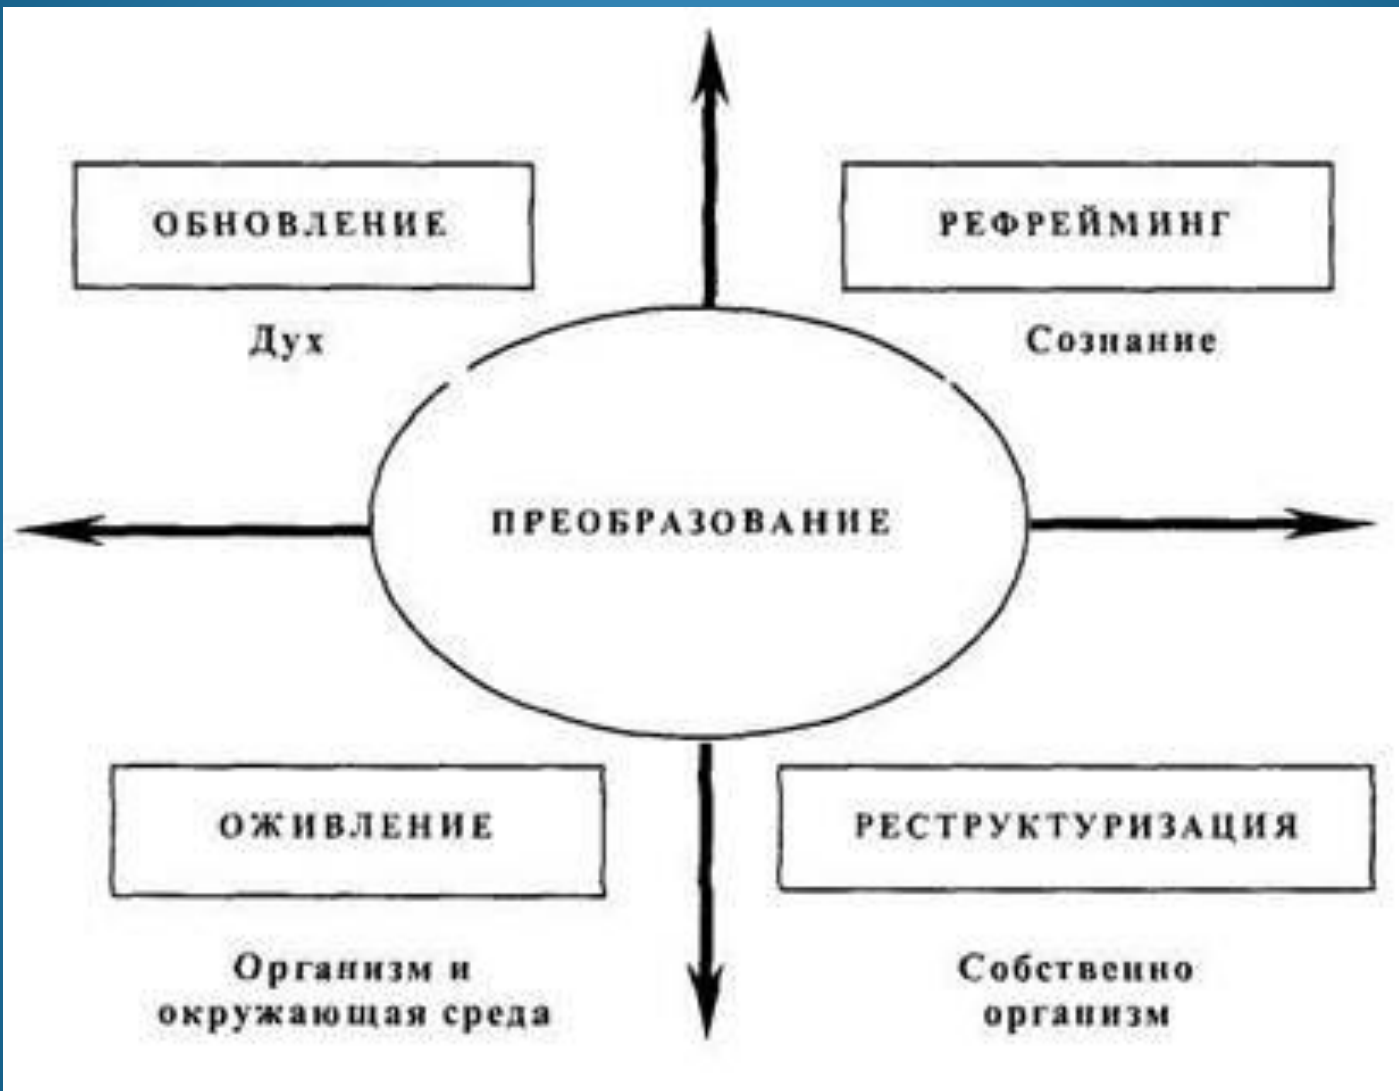 ОБНОВЛЕНИЕ
РЕФРЕЙМИНГ
Дух
Сознание
ПРЕОБРАЗОВАНИЕ
ОЖИВЛЕНИЕ
РЕСТРУКТУРИЗАЦИЯ
Организм и
окружающая среда
Собственно
организм